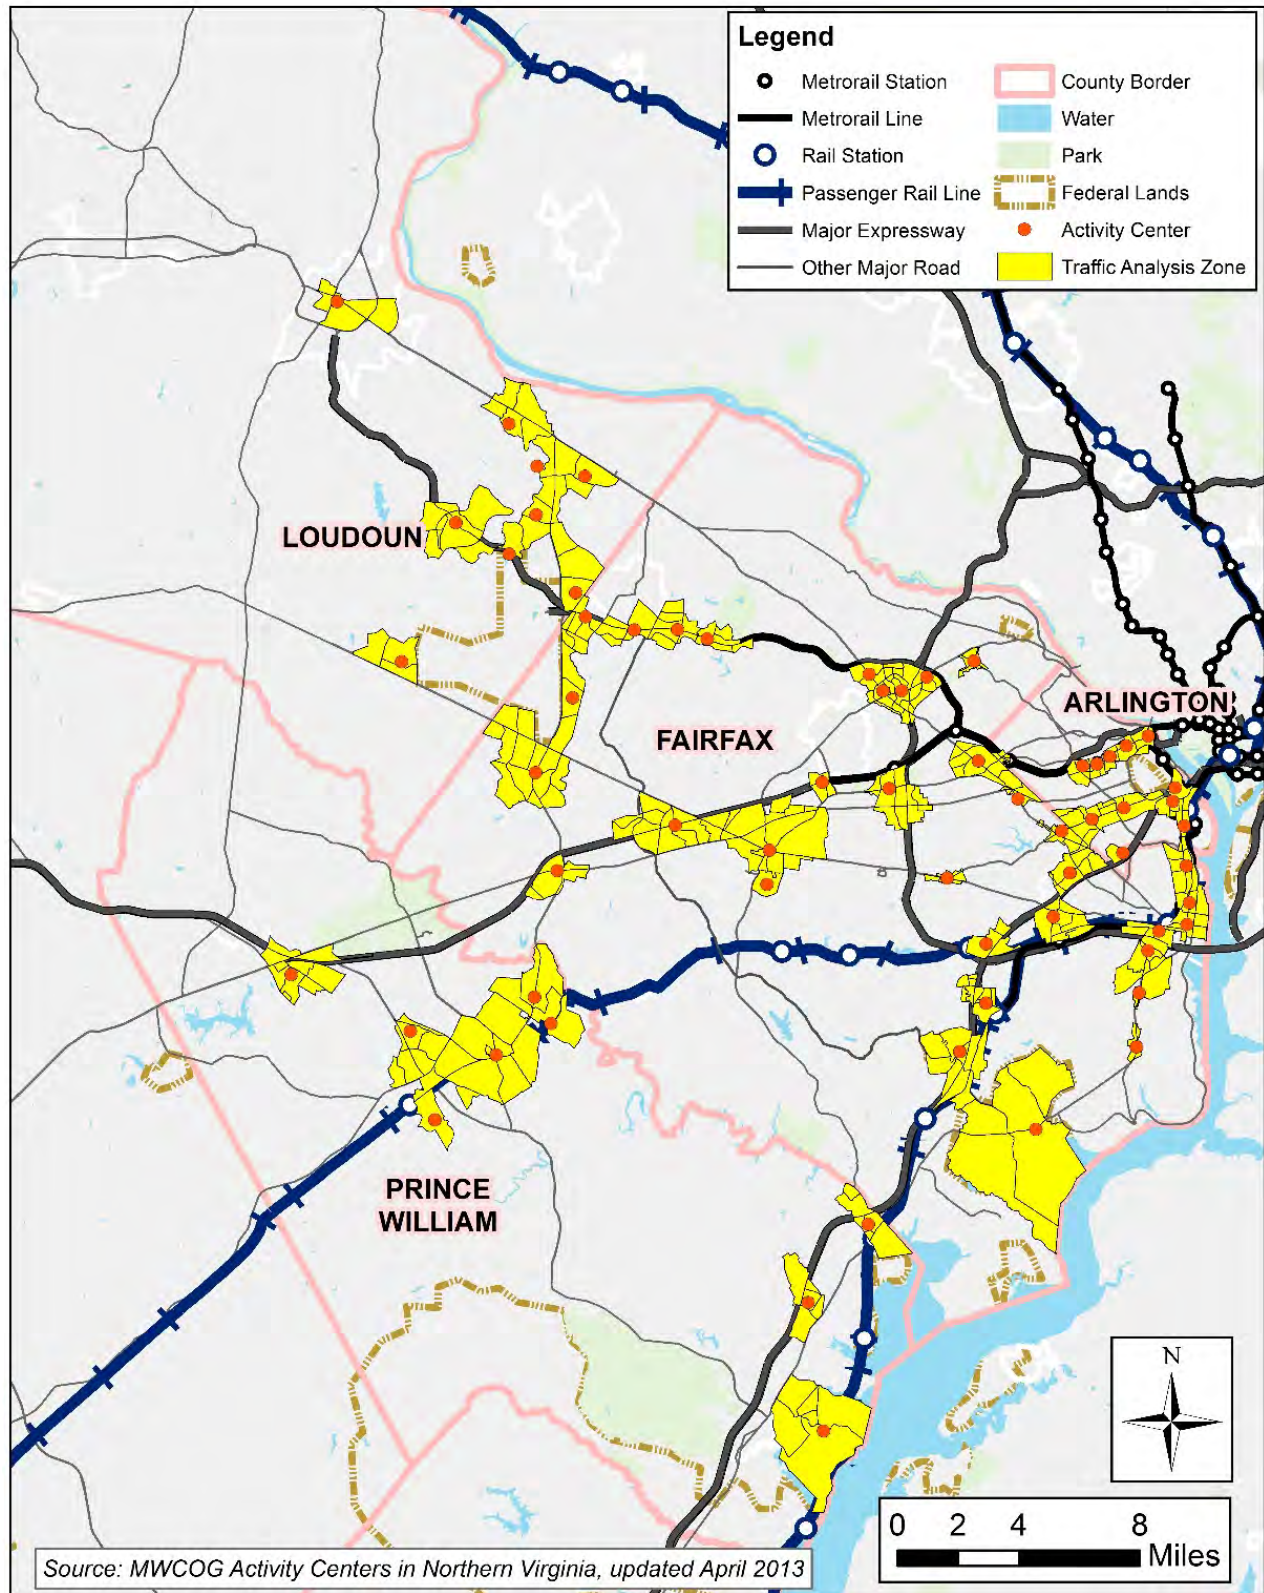 Legend
Metrorail Station
Metrorail Line
Rail Station
Passenger Rail Line
Major Expressway
Other Major Road
County Border
Water
Park
Federal Lands
Activity Center
Traffic Analysis Zone
LOUDOUN
ARLINGTON
FAIRFAX
PRINCE
WILLIAM
N
0 2 4 8
Miles
Source: MWCOG Activity Centers in Northern Virginia, updated April 2013